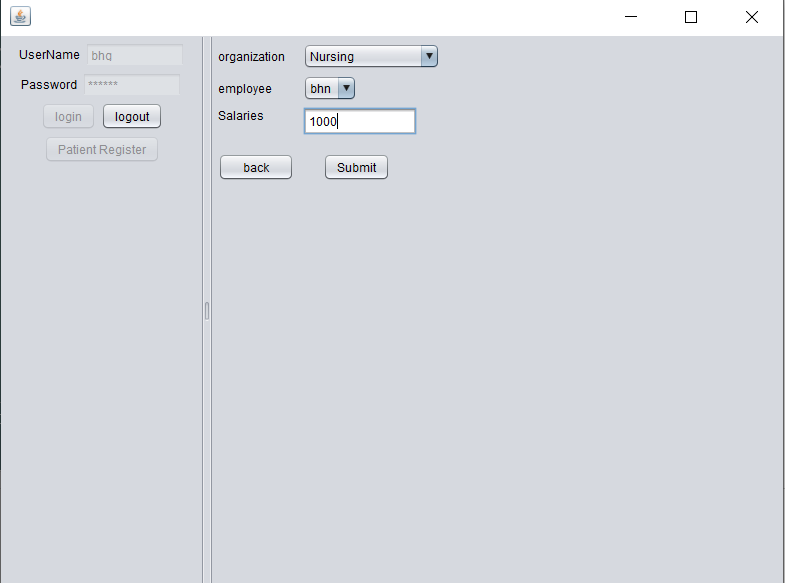 UserName bhq
Password ******
login logout
Patient Register
organization Nursing
employee bhn
Salaries 1000
back Submit